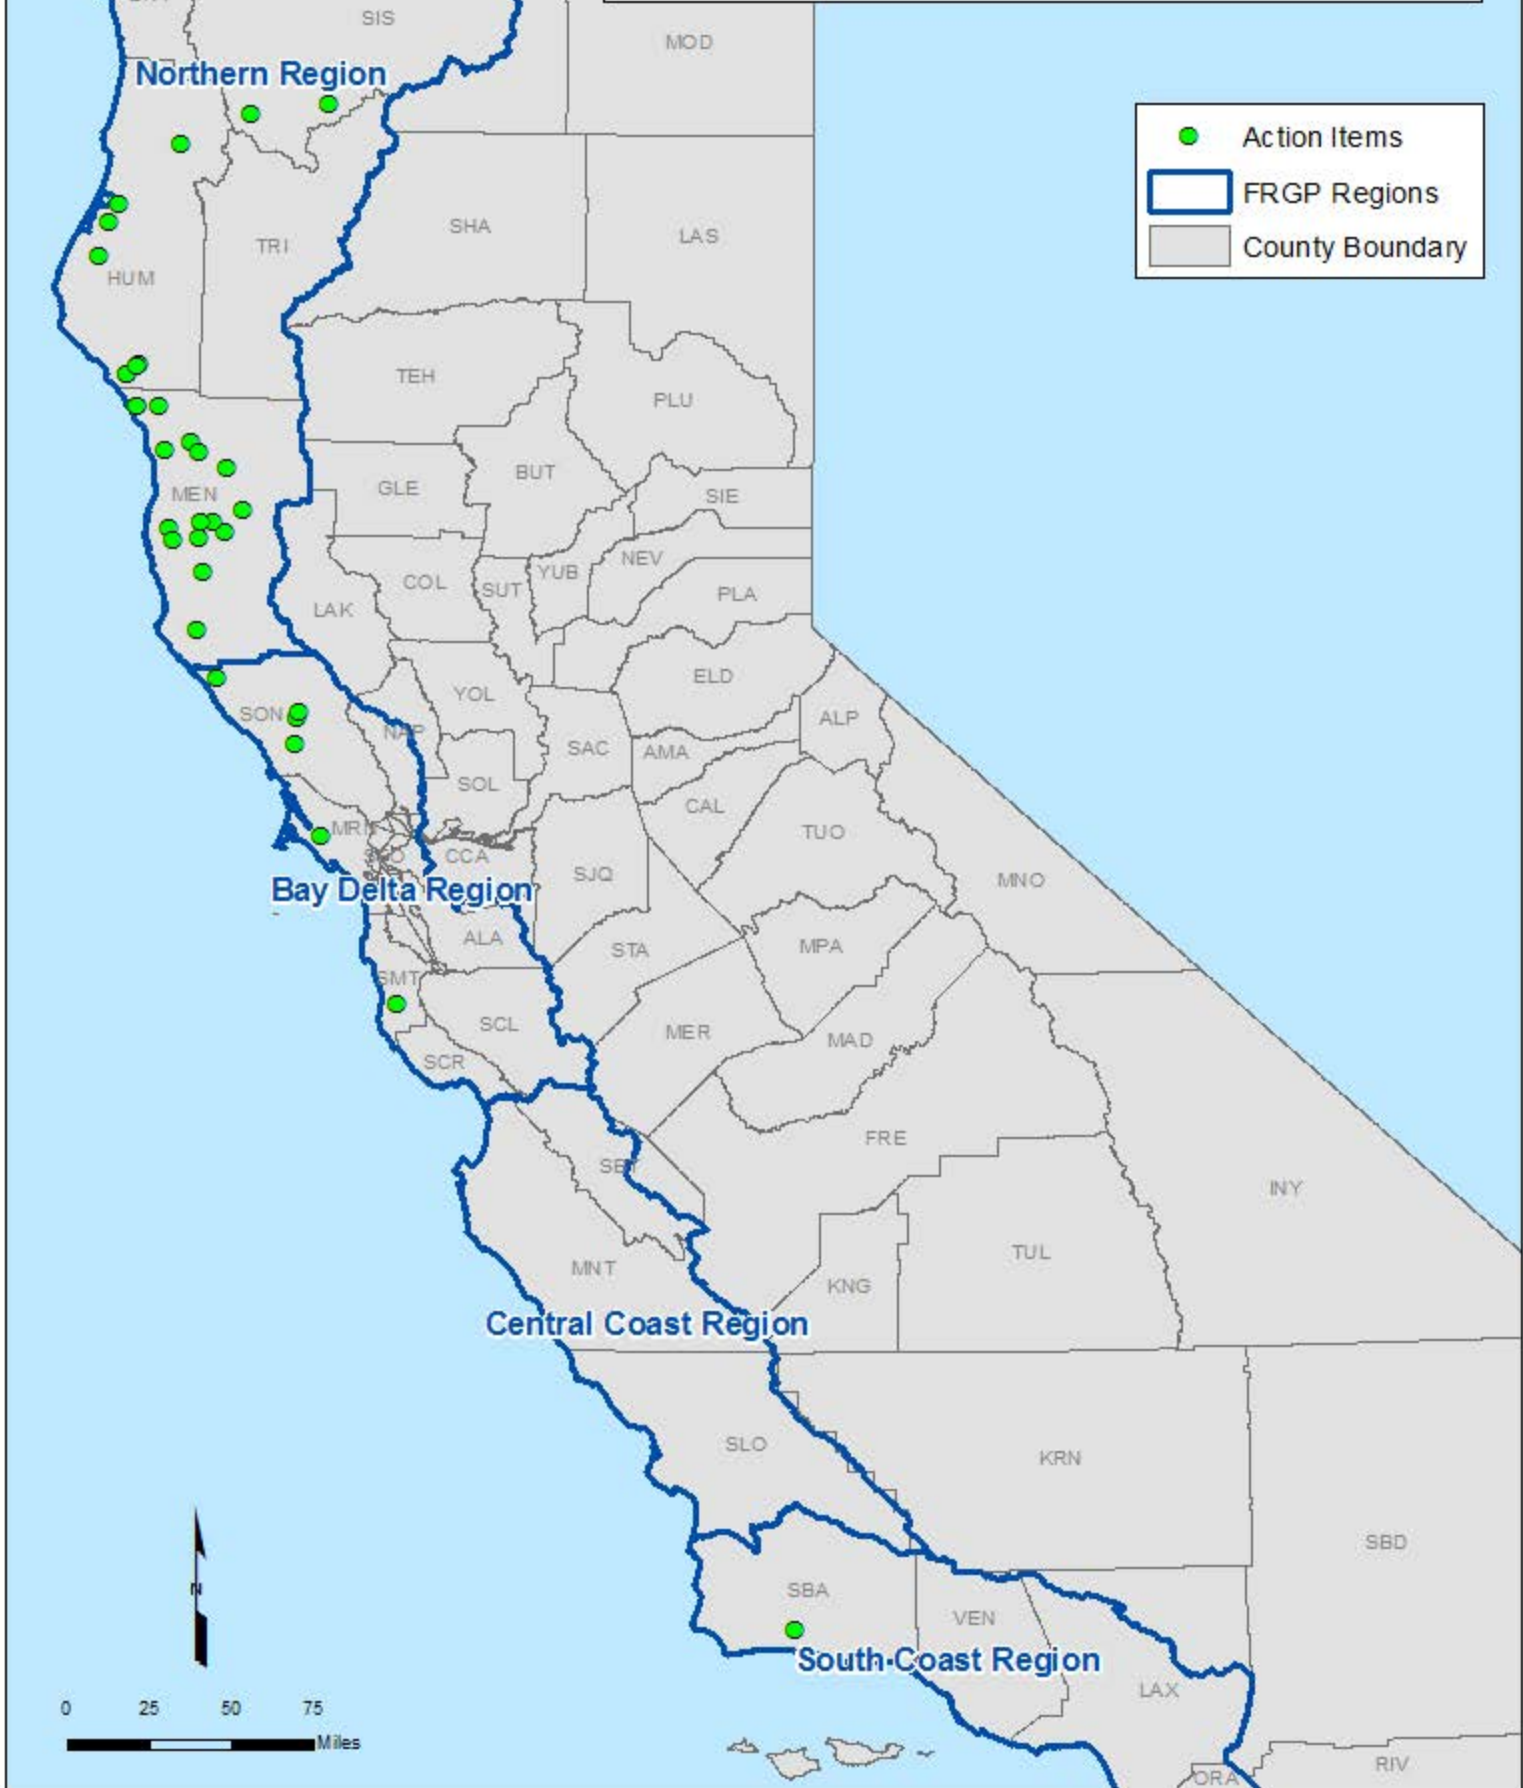 SIS
MOD
Northern Region
Action Items
FRGP Regions
County Boundary
SHA
LAS
TRI
HUM
TEH
PLU
BUT
GLE
MEN
SIE
NEV
YUB
COL
SUT
PLA
LAK
ELD
YOL
SON
ALP
NAP
SAC
AMA
SOL
CAL
MRN
TUO
CCA
SJQ
MNO
Bay Delta Region
ALA
STA
MPA
SMT
SCL
MER
MAD
SCR
FRE
SBT
INY
TUL
MNT
KNG
Central Coast Region
SLO
KRN
SBD
N
SBA
VEN
South Coast Region
LAX
0 25 50 75
Miles
RIV
ORA